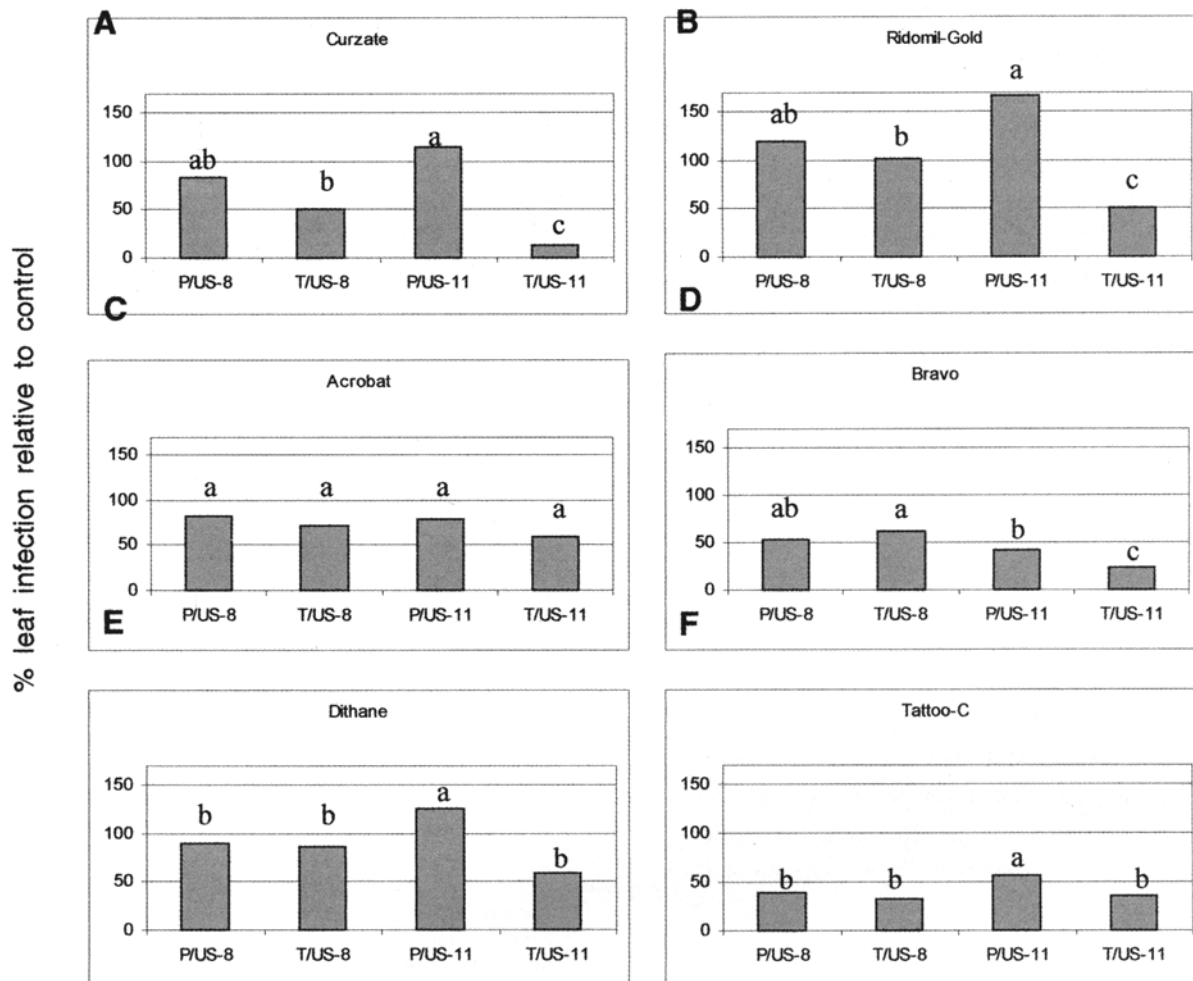 % leaf infection relative to control
A
Curzate
150
100
50
0
ab
b
a
c
P/US-8 T/US-8 P/US-11 T/US-11
B
Ridomil-Gold
150
100
50
0
ab
b
a
c
P/US-8 T/US-8 P/US-11 T/US-11
C
Acrobat
150
100
50
0
a
a
a
a
P/US-8 T/US-8 P/US-11 T/US-11
D
Bravo
150
100
50
0
ab
a
b
c
P/US-8 T/US-8 P/US-11 T/US-11
E
Dithane
150
100
50
0
b
b
a
b
P/US-8 T/US-8 P/US-11 T/US-11
F
Tattoo-C
150
100
50
0
b
b
a
b
P/US-8 T/US-8 P/US-11 T/US-11